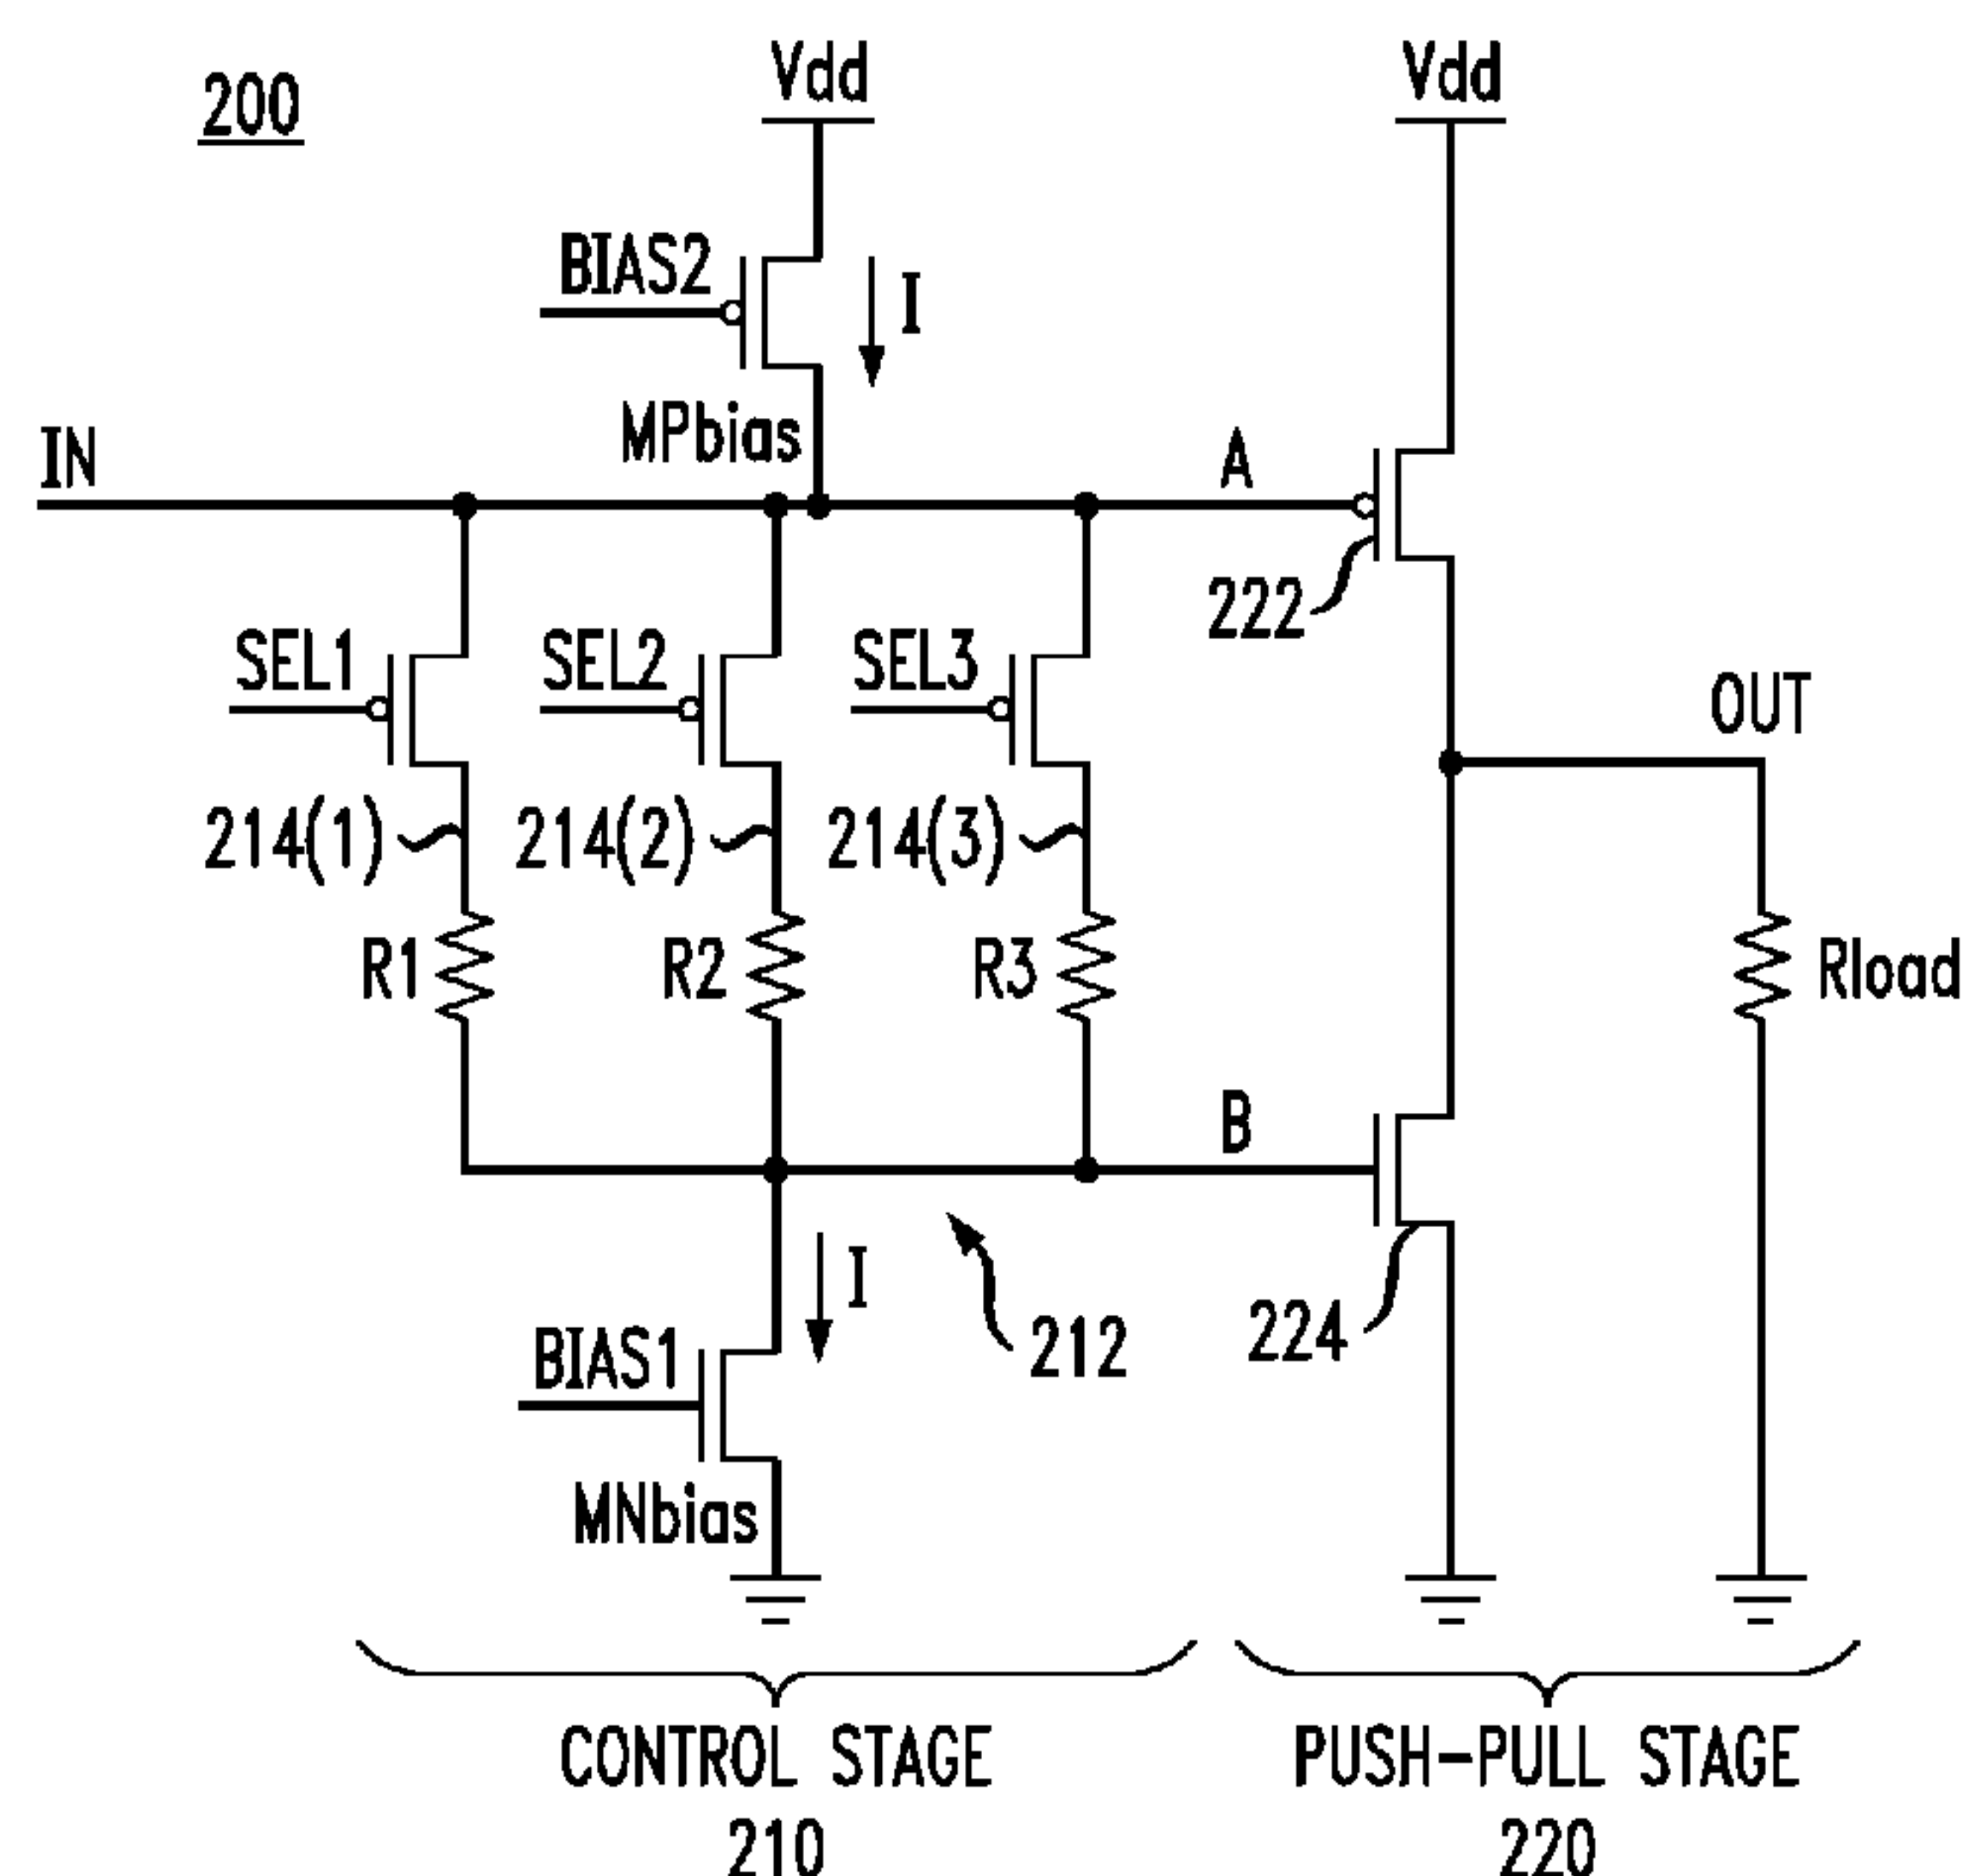 200
Vdd
Vdd
BIAS2
I
MPbias
IN
A
222
SEL1
SEL2
SEL3
OUT
214(1)
214(2)
214(3)
R1
R2
R3
Rload
B
I
212
224
BIAS1
MNbias
CONTROL STAGE
210
PUSH-PULL STAGE
220